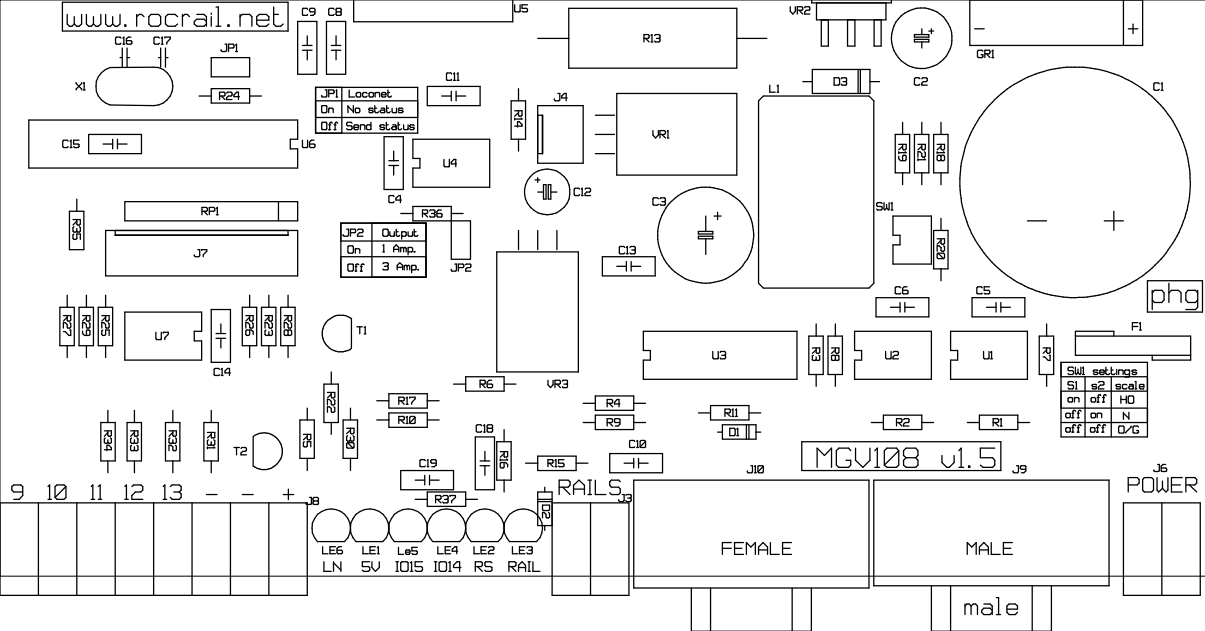 www.rocrail.net
C9
C8
U5
R13
VR2
C2
GR1
C16
C17
JP1
X1
R24
C11
JP1 Loconet
On No status
Off Send status
R14
J4
VR1
L1
D3
C1
C15
U6
C4
U4
C12
C3
R19
R21
R18
R35
RP1
R36
SW1
R20
J7
JP2 Output
On 1 Amp.
Off 3 Amp.
JP2
C13
phg
C6
C5
R27
R29
R25
U7
C14
R26
R23
R28
T1
VR3
U3
R3
R8
U2
U1
R7
F1
SW1 settings
S1 s2 scale
on off HO
off on N
off off O/G
R6
R22
R17
R10
R4
R9
R11
D1
R2
R1
R34
R33
R32
R31
T2
R5
R30
C18
R16
C19
R37
R15
C10
MGV108 v1.5
J10
J9
J6
POWER
9 10 11 12 13 - - +
J8
D2
RAILS
J3
LE6 LE1 Le5 LE4 LE2 LE3
LN 5V IO15 IO14 RS RAIL
FEMALE
MALE
male